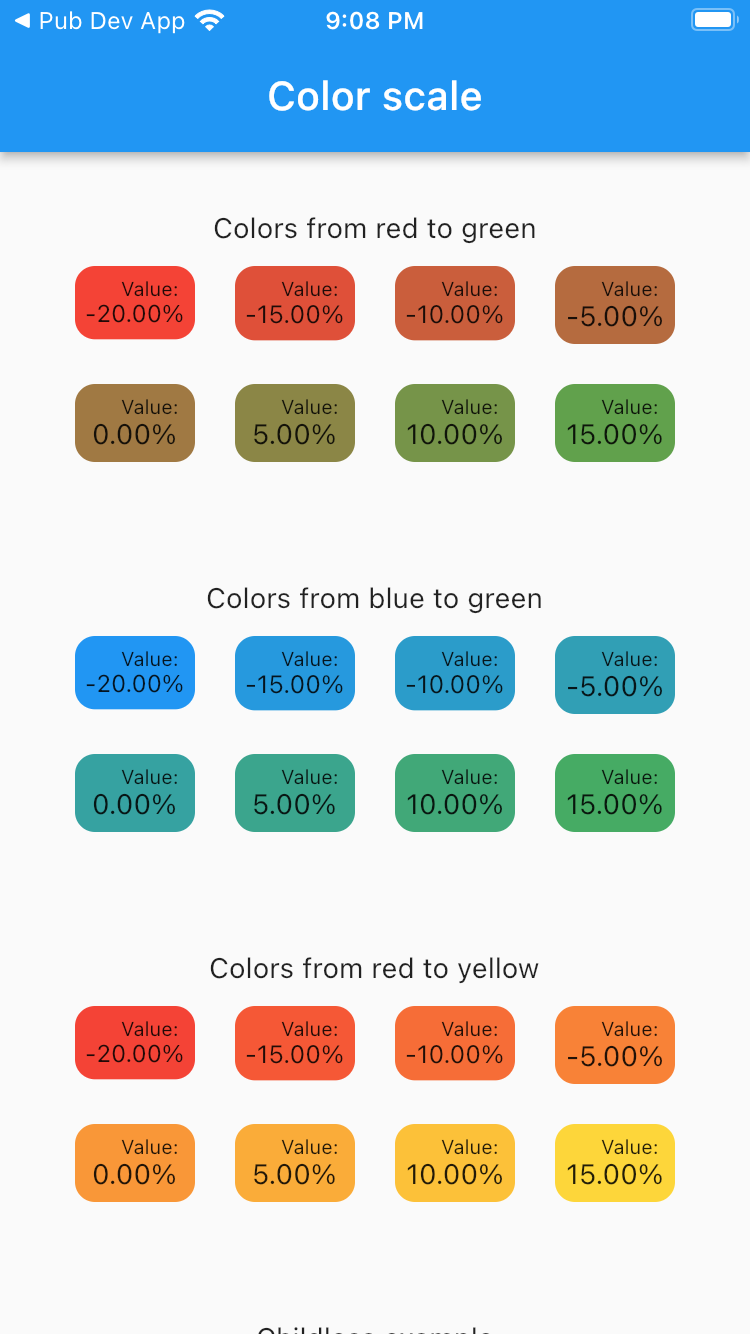 ◀ Pub Dev App 9:08 PM
Color scale
Colors from red to green
Value: Value: Value: Value:
-20.00% -15.00% -10.00% -5.00%
Value: Value: Value: Value:
0.00% 5.00% 10.00% 15.00%
Colors from blue to green
Value: Value: Value: Value:
-20.00% -15.00% -10.00% -5.00%
Value: Value: Value: Value:
0.00% 5.00% 10.00% 15.00%
Colors from red to yellow
Value: Value: Value: Value:
-20.00% -15.00% -10.00% -5.00%
Value: Value: Value: Value:
0.00% 5.00% 10.00% 15.00%
Childless example